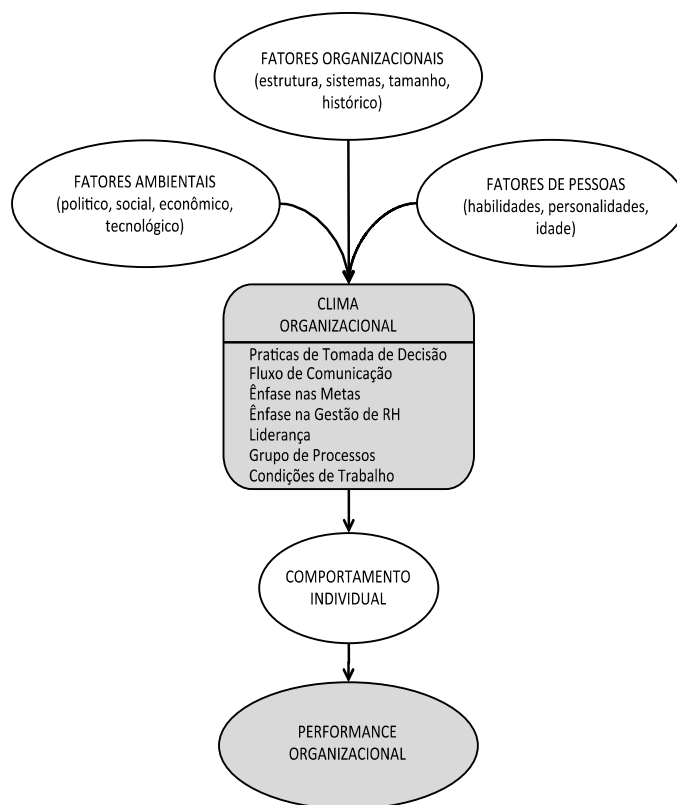 FATORES ORGANIZACIONAIS
(estrutura, sistemas, tamanho,
histórico)
FATORES AMBIENTAIS
(politico, social, econômico,
tecnológico)
FATORES DE PESSOAS
(habilidades, personalidades,
idade)
CLIMA
ORGANIZACIONAL
Praticas de Tomada de Decisão
Fluxo de Comunicação
Ênfase nas Metas
Ênfase na Gestão de RH
Liderança
Grupo de Processos
Condições de Trabalho
COMPORTAMENTO
INDIVIDUAL
PERFORMANCE
ORGANIZACIONAL